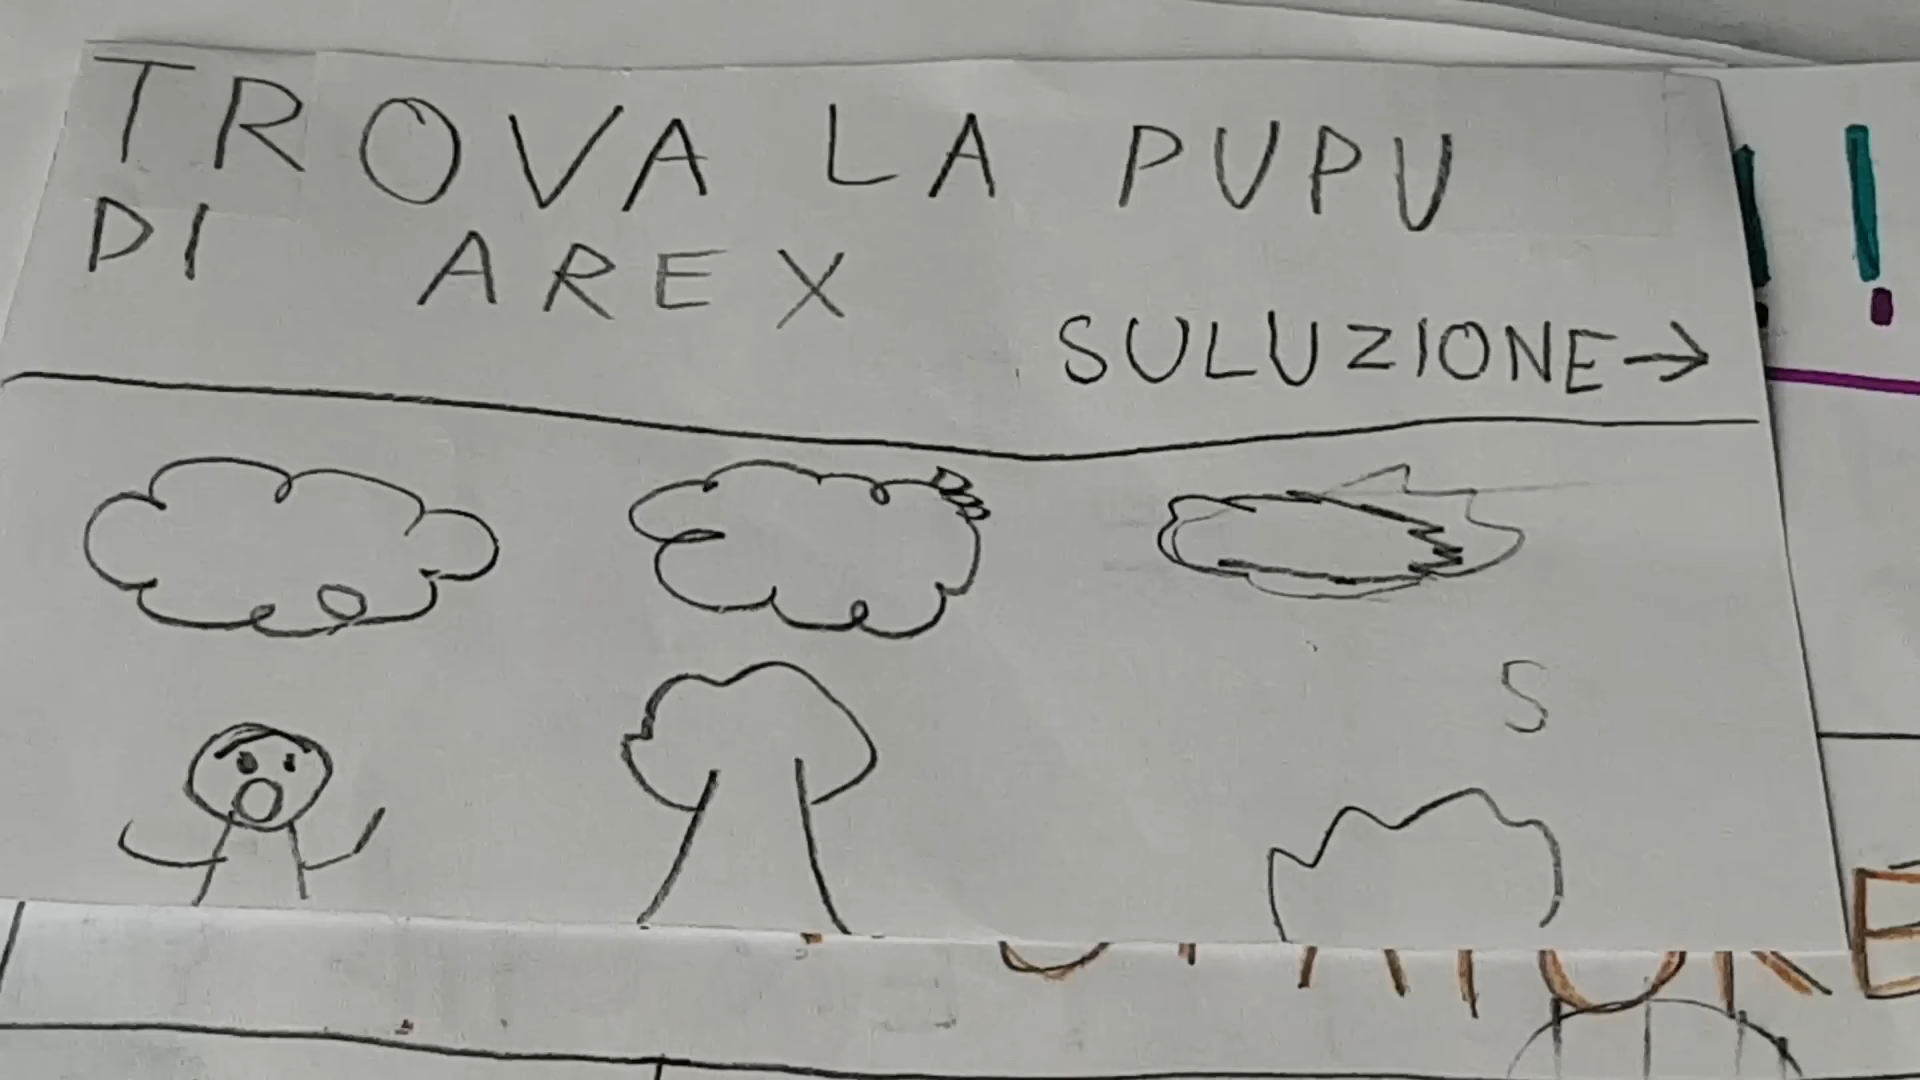 TROVA LA PUPU
DI AREX
SULUZIONE→
S